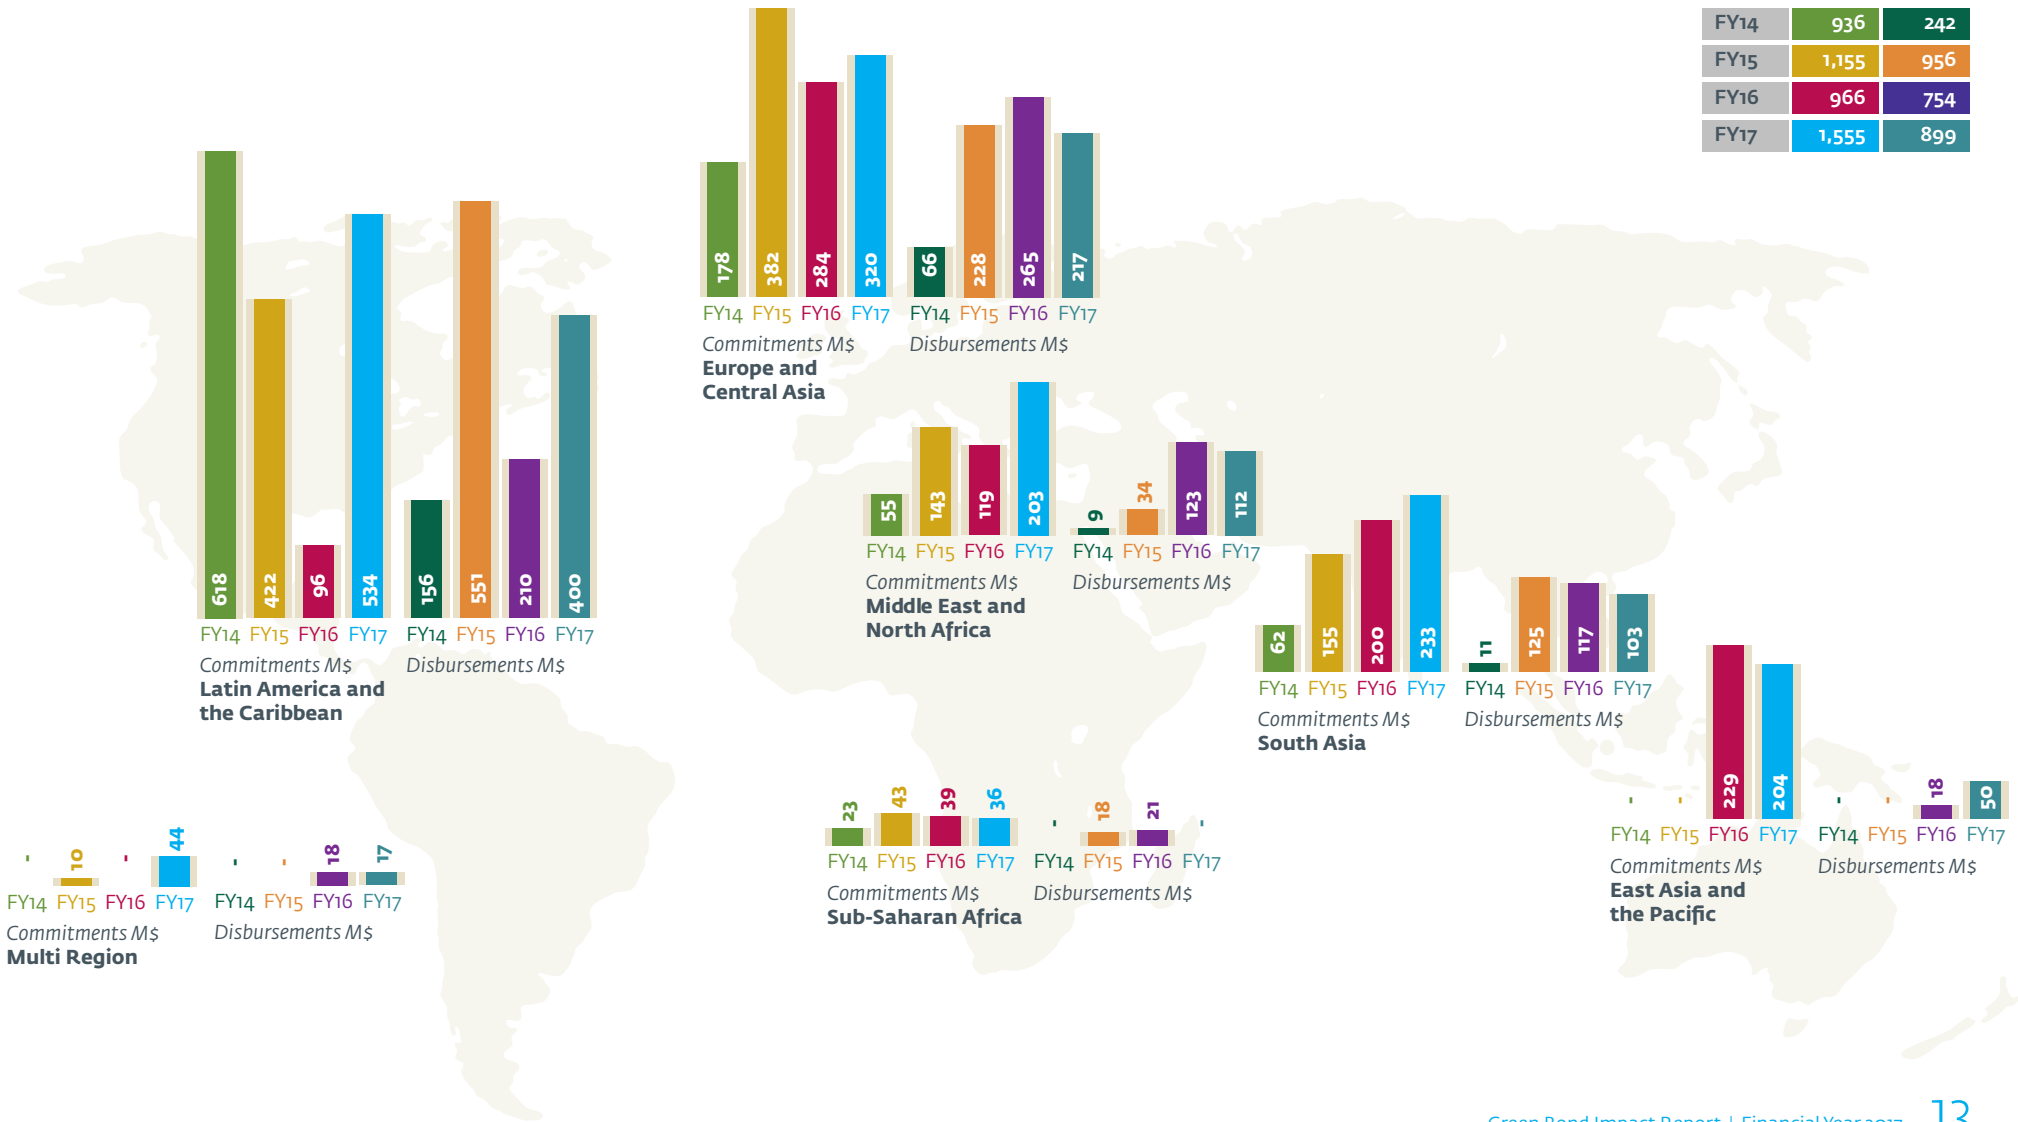 FY14 936 242
FY15 1,155 956
FY16 966 754
FY17 1,555 899
178 382 284 320 66 228 265 217
FY14 FY15 FY16 FY17 FY14 FY15 FY16 FY17
Commitments M$ Disbursements M$
Europe and
Central Asia
618 422 96 534 156 551 210 400
FY14 FY15 FY16 FY17 FY14 FY15 FY16 FY17
Commitments M$ Disbursements M$
Latin America and
the Caribbean
55 143 119 203 9 34 123 112
FY14 FY15 FY16 FY17 FY14 FY15 FY16 FY17
Commitments M$ Disbursements M$
Middle East and
North Africa
62 155 200 233 11 125 117 103
FY14 FY15 FY16 FY17 FY14 FY15 FY16 FY17
Commitments M$ Disbursements M$
South Asia
229 204 18 50
FY14 FY15 FY16 FY17 FY14 FY15 FY16 FY17
Commitments M$ Disbursements M$
East Asia and
the Pacific
23 43 39 36 - 18 21 -
FY14 FY15 FY16 FY17 FY14 FY15 FY16 FY17
Commitments M$ Disbursements M$
Sub-Saharan Africa
- 10 - 44 - - 18 17
FY14 FY15 FY16 FY17 FY14 FY15 FY16 FY17
Commitments M$ Disbursements M$
Multi Region
Green Bond Impact Report | Financial Year 2017 13